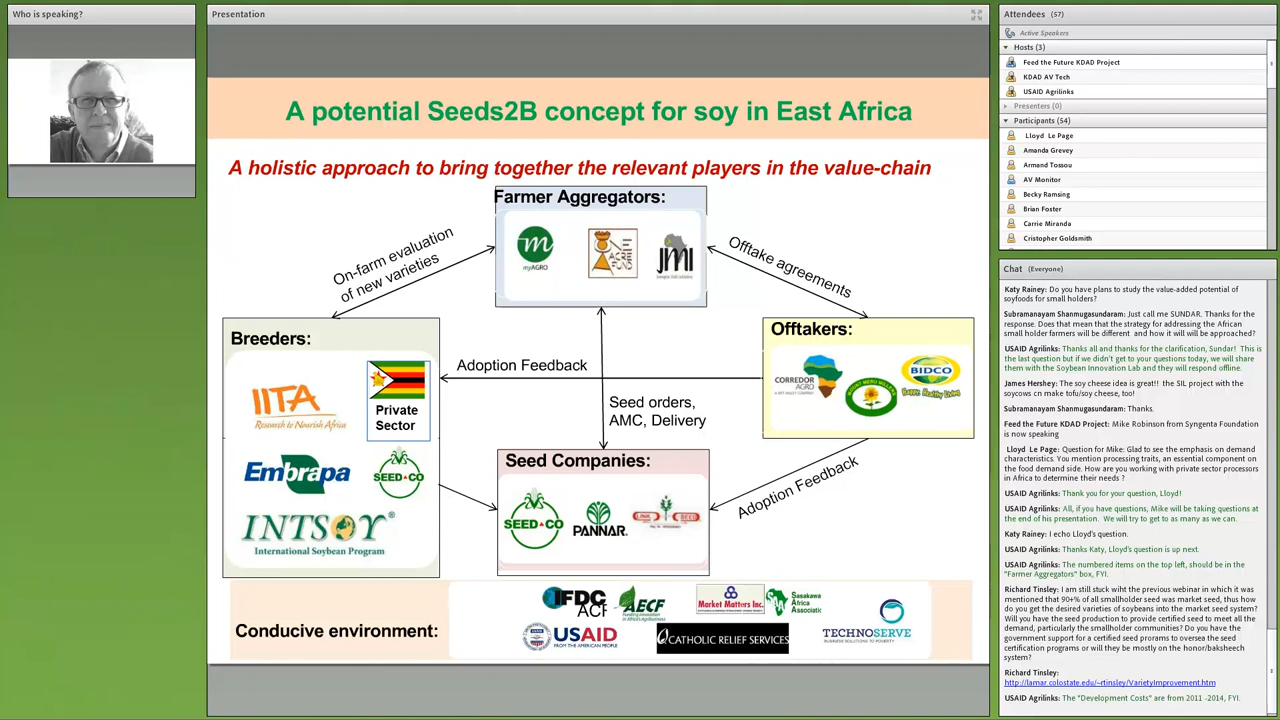 Who is speaking?
Presentation
A potential Seeds2B concept for soy in East Africa
A holistic approach to bring together the relevant players in the value-chain
Farmer Aggregators:
myAGRO
JMI
On-farm evaluation
of new varieties
Offtake agreements
Breeders:
IITA
Research to Nourish Africa
Private
Sector
Embrapa
SEED CO
INTSOY
International Soybean Program
Adoption Feedback
Seed orders,
AMC, Delivery
Offtakers:
CORREDOR
AGRO
BIDCO
Happy, Healthy Living
Seed Companies:
SEED CO
PANNAR
LINK SEED
Adoption Feedback
Conducive environment:
IFDC
ACF
AECF
Market Matters Inc.
Sasakawa
Africa
Associati
USAID
FROM THE AMERICAN PEOPLE
CATHOLIC RELIEF SERVICES
TECHNOSERVE
BUSINESS SOLUTIONS TO POVERTY
Attendees (57)
Active Speakers
Hosts (3)
Feed the Future KDAD Project
KDAD AV Tech
USAID Agrilinks
Presenters (0)
Participants (54)
Lloyd Le Page
Amanda Grevey
Armand Tossou
AV Monitor
Becky Ramsing
Brian Foster
Carrie Miranda
Cristopher Goldsmith
Chat (Everyone)
Katy Rainey: Do you have plans to study the value-added potential of
soyfoods for small holders?
Subramanayam Shanmugasundaram: Just call me SUNDAR. Thanks for the
response. Does that mean that the strategy for addressing the African
small holder farmers will be different and how it will will be approached?
USAID Agrilinks: Thanks all and thanks for the clarification, Sundar! This is
the last question but if we didn't get to your questions today, we will share
them with the Soybean Innovation Lab and they will respond offline.
James Hershey: The soy cheese idea is great!! the SIL project with the
soycows cn make tofu/soy cheese, too!
Subramanayam Shanmugasundaram: Thanks.
Feed the Future KDAD Project: Mike Robinson from Syngenta Foundation
is now speaking
Lloyd Le Page: Question for Mike: Glad to see the emphasis on demand
characteristics. You mention processing traits, an essential component on
the food demand side. How are you working with private sector processors
in Africa to determine their needs ?
USAID Agrilinks: Thank you for your question, Lloyd!
USAID Agrilinks: All, if you have questions, Mike will be taking questions at
the end of his presentation. We will try to get to as many as we can.
Katy Rainey: I echo Lloyd's question.
USAID Agrilinks: Thanks Katy, Lloyd's question is up next.
USAID Agrilinks: The numbered items on the top left, should be in the
"Farmer Aggregators" box, FYI.
Richard Tinsley: I am still stuck wiht the previous webinar in which it was
mentioned that 90+% of all smallholder seed was market seed, thus how
do you get the desired varieties of soybeans into the market seed system?
Will you have the seed production to provide certified seed to meet all the
demand, particularly the smallholder communities? Do you have the
government support for a certified seed prorams to oversee the seed
certification programs or will they be mostly on the honor/baksheech
system?
Richard Tinsley:
http://lamar.colostate.edu/~rtinsley/VarietyImprovement.htm
USAID Agrilinks: The "Development Costs" are from 2011 -2014, FYI.